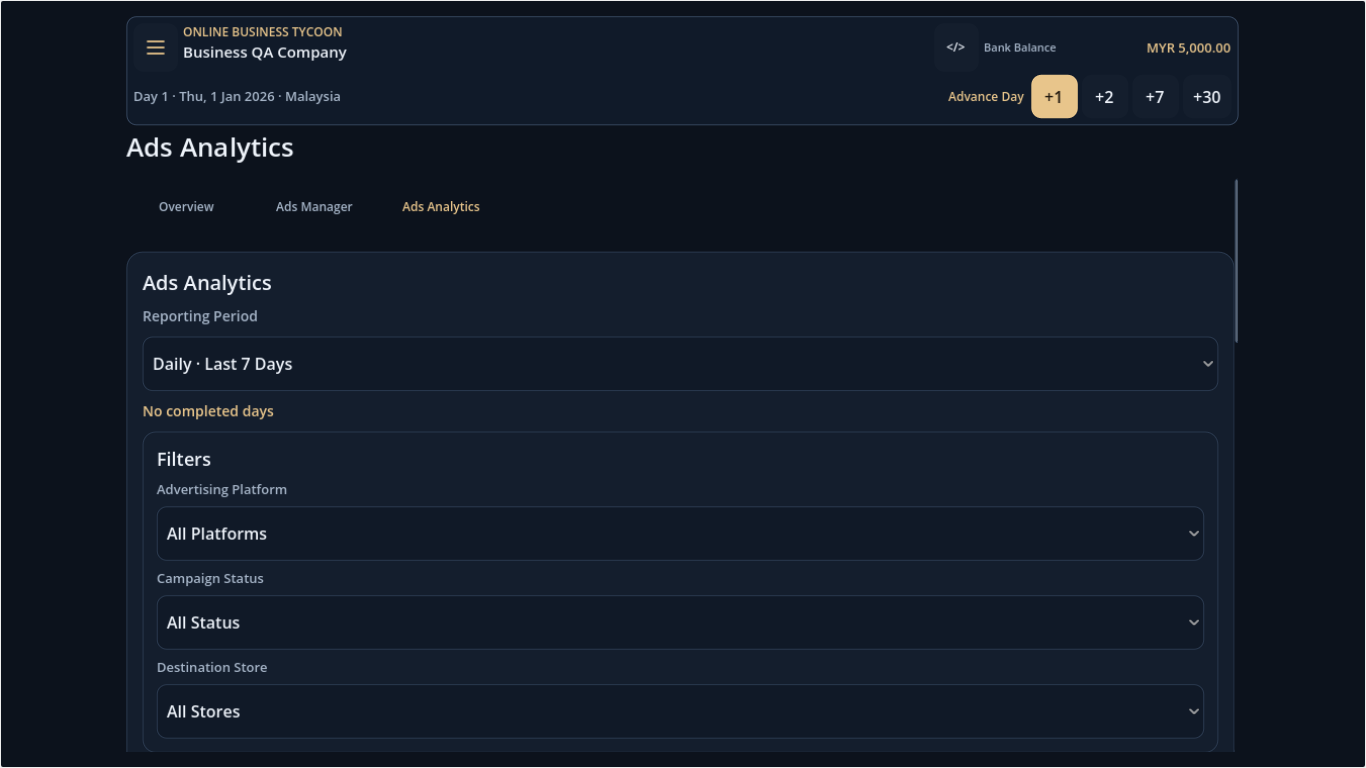 ONLINE BUSINESS TYCOON
Business QA Company
</> Bank Balance MYR 5,000.00
Day 1 · Thu, 1 Jan 2026 · Malaysia
Advance Day +1 +2 +7 +30
Ads Analytics
Overview Ads Manager Ads Analytics
Ads Analytics
Reporting Period
Daily · Last 7 Days
No completed days
Filters
Advertising Platform
All Platforms
Campaign Status
All Status
Destination Store
All Stores